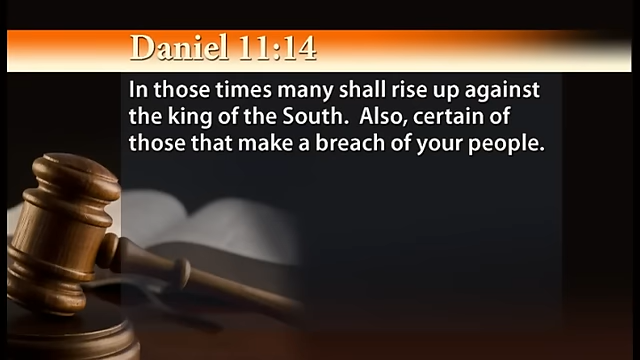 Daniel 11:14
In those times many shall rise up against
the king of the South.  Also, certain of
those that make a breach of your people.